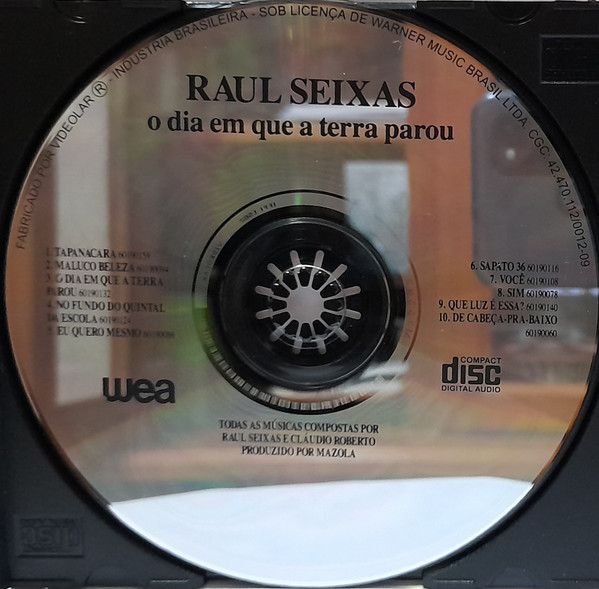 FABRICADO POR VIDEOLAR ® - INDÚSTRIA BRASILEIRA - SOB LICENÇA DE WARNER MUSIC BRASIL LTDA. CGC: 42.470.112/0012-09
RAUL SEIXAS
o dia em que a terra parou
1. TAPANACARA 60190159
2. MALUCO BELEZA 60190094
3. O DIA EM QUE A TERRA
PAROU 60190132
4. NO FUNDO DO QUINTAL
DA ESCOLA
5. EU QUERO MESMO
6. SAPATO 36 60190116
7. VOCÊ 60190108
8. SIM 60190078
9. QUE LUZ É ESSA? 60190140
10. DE CABEÇA-PRA-BAIXO
60190060
wea
COMPACT
disc
DIGITAL AUDIO
TODAS AS MÚSICAS COMPOSTAS POR
RAUL SEIXAS E CLÁUDIO ROBERTO
PRODUZIDO POR MAZOLA